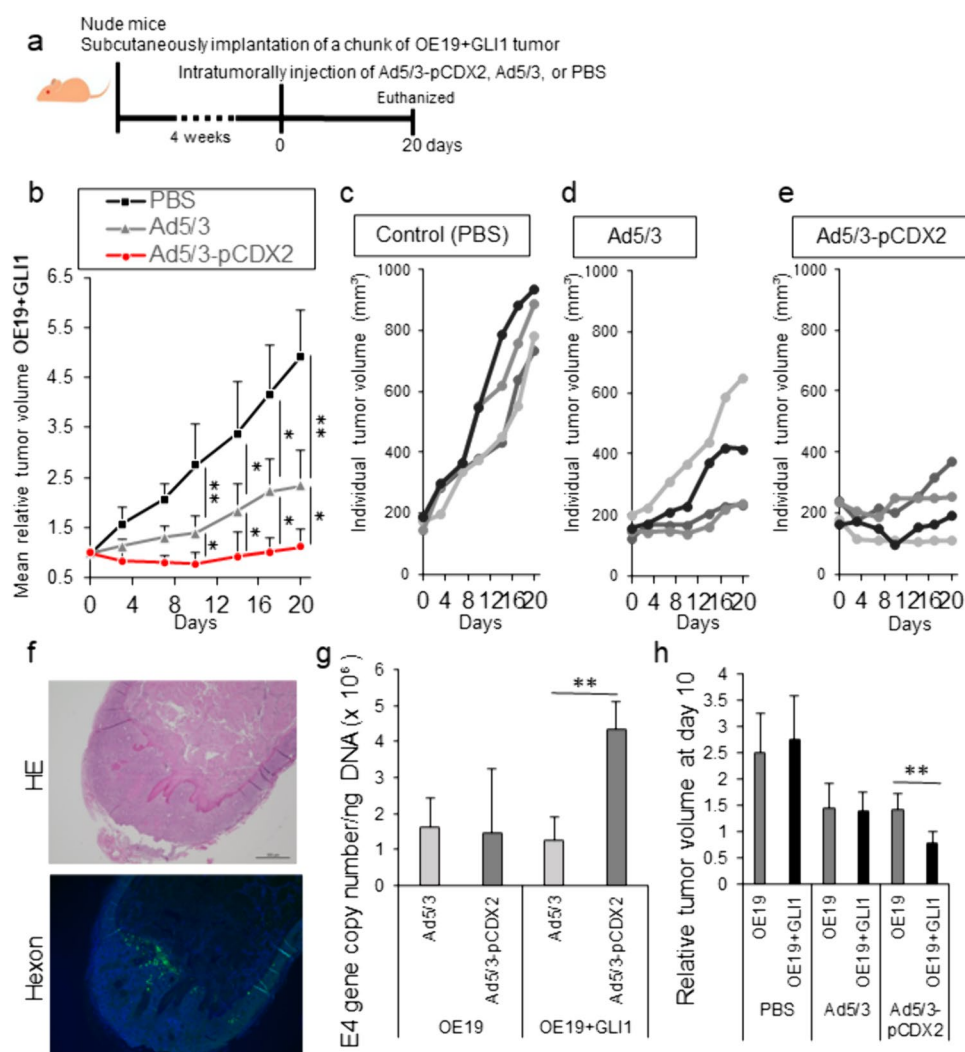 a
Nude mice
Subcutaneously implantation of a chunk of OE19+GLI1 tumor
Intratumorally injection of Ad5/3-pCDX2, Ad5/3, or PBS
Euthanized
4 weeks
0
20 days
b
PBS
Ad5/3
Ad5/3-pCDX2
Mean relative tumor volume OE19+GLI1
6.5
5.5
4.5
3.5
2.5
1.5
0.5
** * * **
* * * *
0 4 8 12 16 20
Days
c
Control (PBS)
Individual tumor volume (mm³)
1000
800
600
400
200
0
0 4 8 12 16 20
Days
d
Ad5/3
Individual tumor volume (mm³)
1000
800
600
400
200
0
0 4 8 12 16 20
Days
e
Ad5/3-pCDX2
Individual tumor volume (mm³)
1000
800
600
400
200
0
0 4 8 12 16 20
Days
f
HE
Hexon
g
E4 gene copy number/ng DNA (x 10⁶)
6
5
4
3
2
1
0
**
Ad5/3
Ad5/3-pCDX2
Ad5/3
Ad5/3-pCDX2
OE19
OE19+GLI1
h
Relative tumor volume at day 10
4
3.5
3
2.5
2
1.5
1
0.5
0
**
OE19
OE19+GLI1
OE19
OE19+GLI1
OE19
OE19+GLI1
PBS
Ad5/3
Ad5/3-
pCDX2